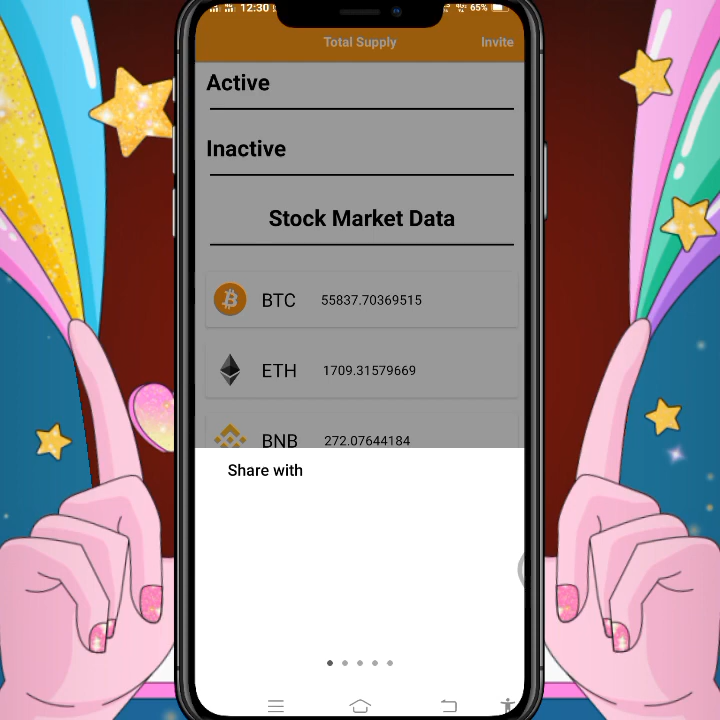 12:30
65%
Total Supply
Invite
Active
Inactive
Stock Market Data
BTC 55837.70369515
ETH 1709.31579669
BNB 272.07644184
Share with